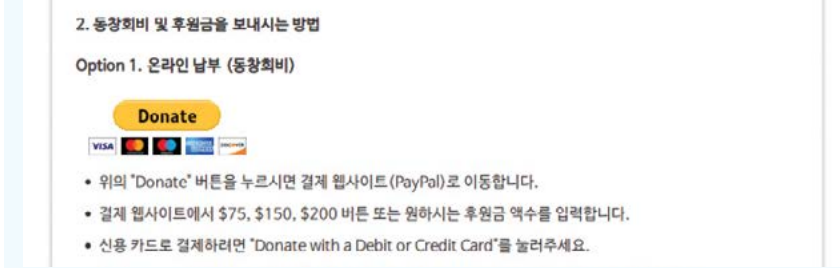 2. 동창회비 및 후원금을 보내시는 방법
Option 1. 온라인 납부 (동창회비)
Donate
VISA DISCOVER
• 위의 "Donate" 버튼을 누르시면 결제 웹사이트(PayPal)로 이동합니다.
• 결제 웹사이트에서 $75, $150, $200 버튼 또는 원하시는 후원금 액수를 입력합니다.
• 신용 카드로 결제하려면 "Donate with a Debit or Credit Card"를 눌러주세요.